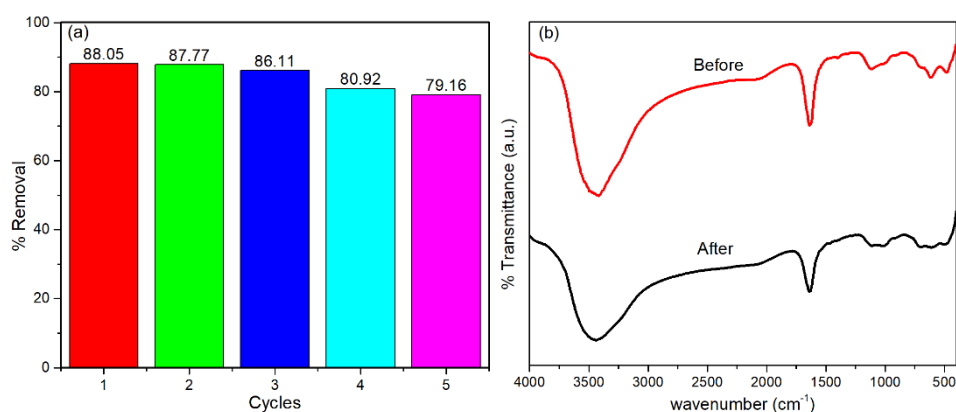 (a)
% Removal
100
80
60
40
20
0
88.05
87.77
86.11
80.92
79.16
1 2 3 4 5
Cycles
(b)
Before
After
% Transmittance (a.u.)
4000 3500 3000 2500 2000 1500 1000 500
wavenumber (cm⁻¹)